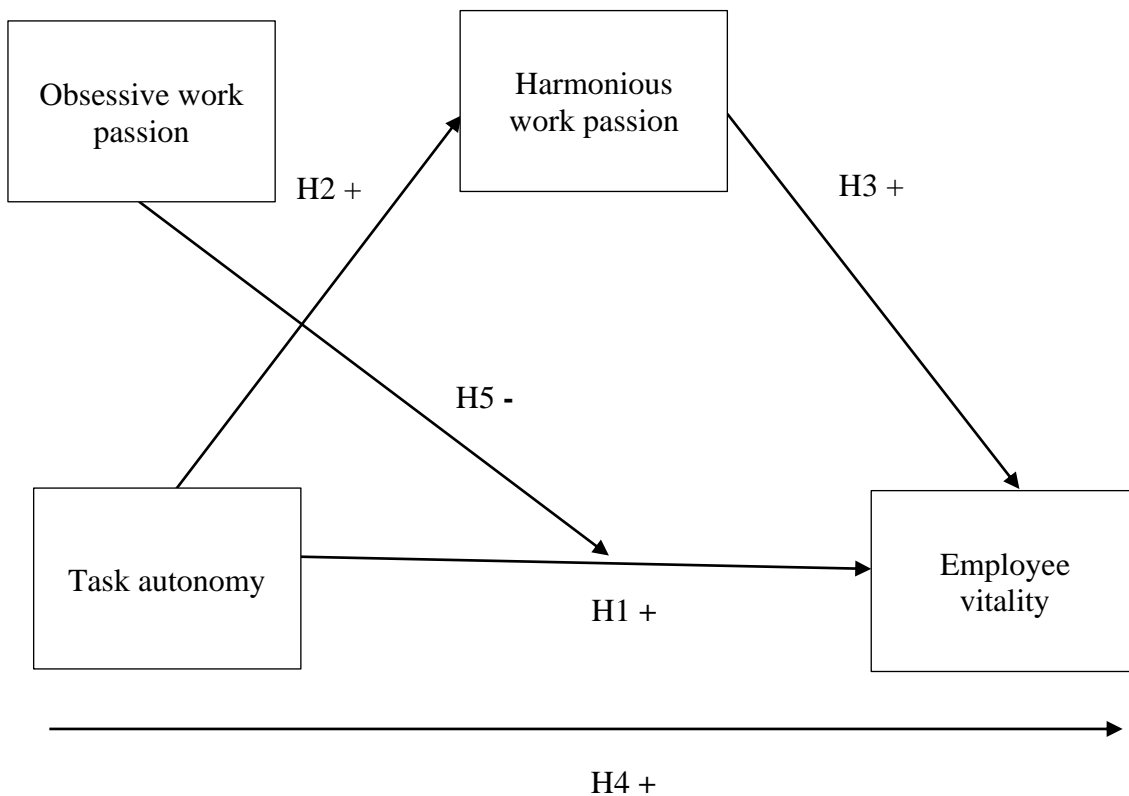 Obsessive work
passion
Harmonious
work passion
H2 +
H3 +
H5 -
Task autonomy
Employee
vitality
H1 +
H4 +